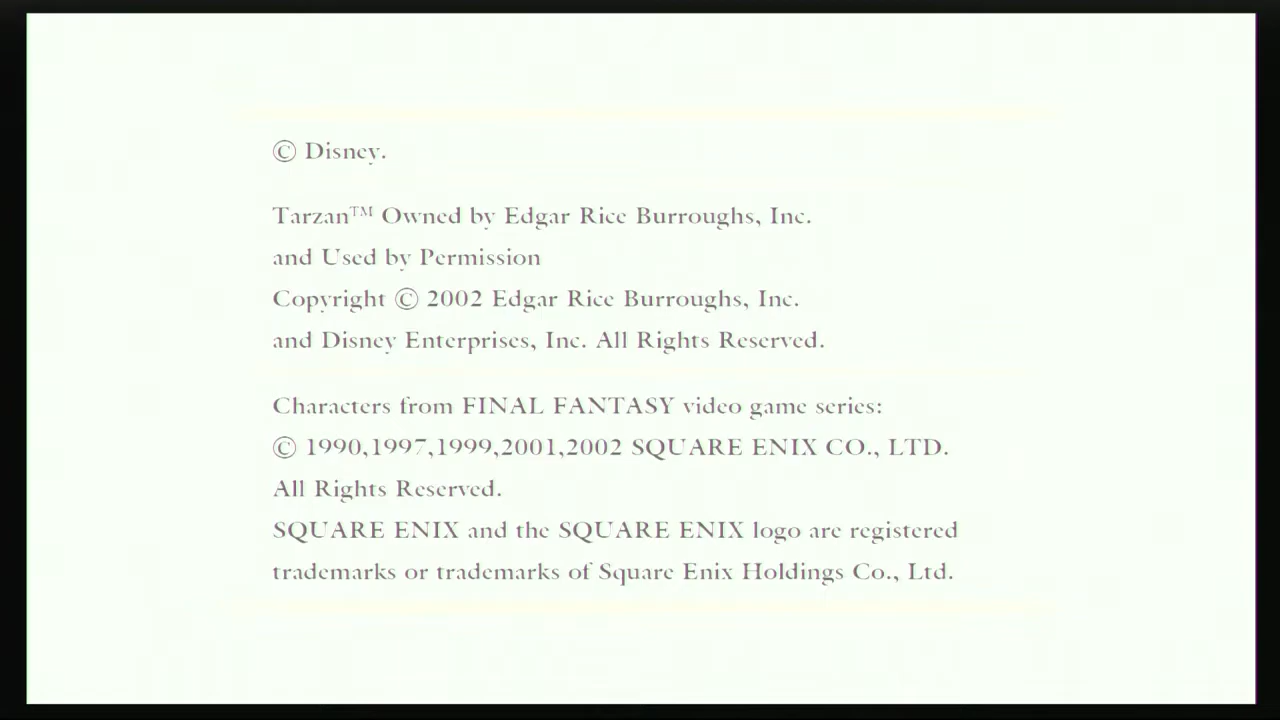 © Disney.
Tarzan™ Owned by Edgar Rice Burroughs, Inc.
and Used by Permission
Copyright © 2002 Edgar Rice Burroughs, Inc.
and Disney Enterprises, Inc. All Rights Reserved.
Characters from FINAL FANTASY video game series:
© 1990,1997,1999,2001,2002 SQUARE ENIX CO., LTD.
All Rights Reserved.
SQUARE ENIX and the SQUARE ENIX logo are registered
trademarks or trademarks of Square Enix Holdings Co., Ltd.